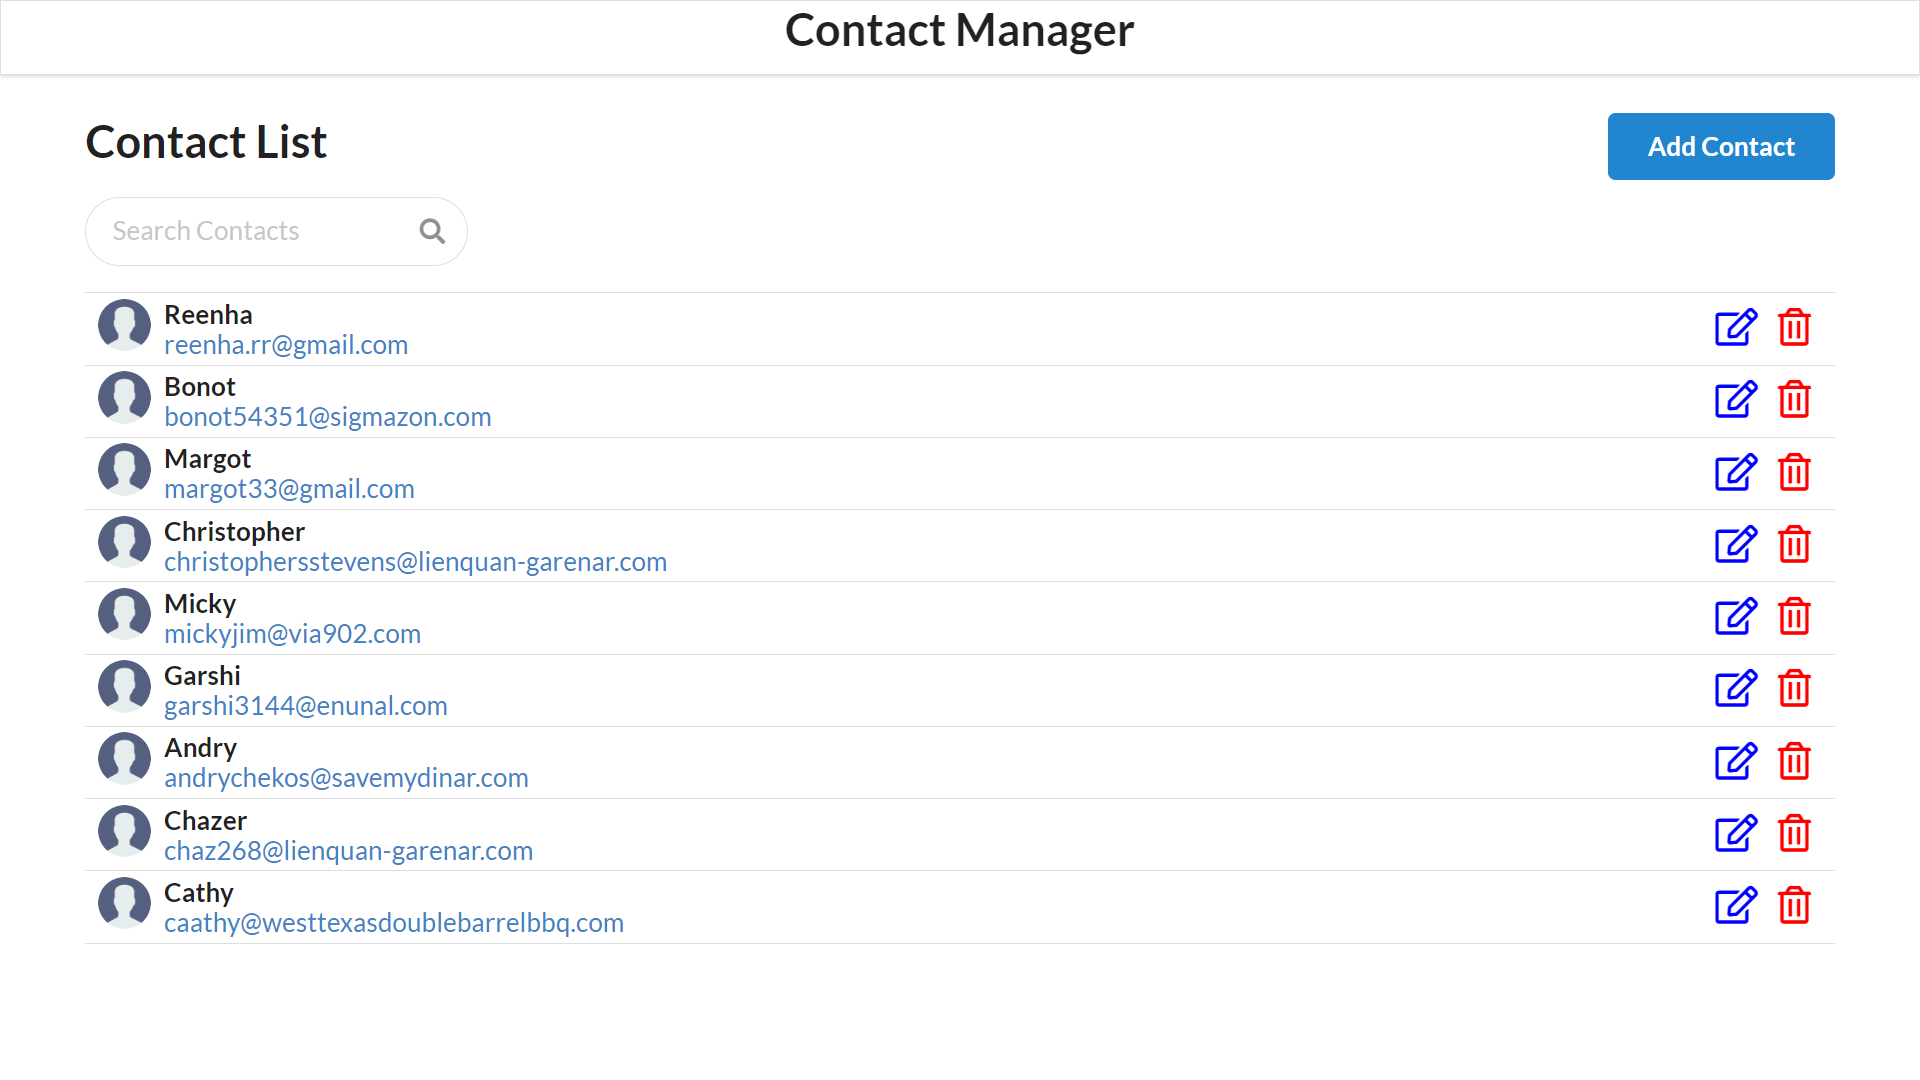 Contact Manager
Contact List
Add Contact
Search Contacts
Reenha
reenha.rr@gmail.com
Bonot
bonot54351@sigmazon.com
Margot
margot33@gmail.com
Christopher
christophersstevens@lienquan-garenar.com
Micky
mickyjim@via902.com
Garshi
garshi3144@enunal.com
Andry
andrychekos@savemydinar.com
Chazer
chaz268@lienquan-garenar.com
Cathy
caathy@westtexasdoublebarrelbbq.com